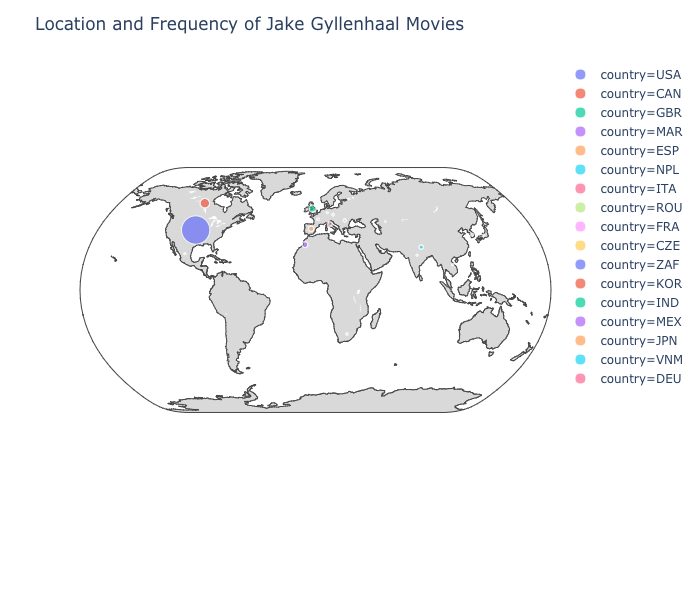 Location and Frequency of Jake Gyllenhaal Movies
country=USA
country=CAN
country=GBR
country=MAR
country=ESP
country=NPL
country=ITA
country=ROU
country=FRA
country=CZE
country=ZAF
country=KOR
country=IND
country=MEX
country=JPN
country=VNM
country=DEU